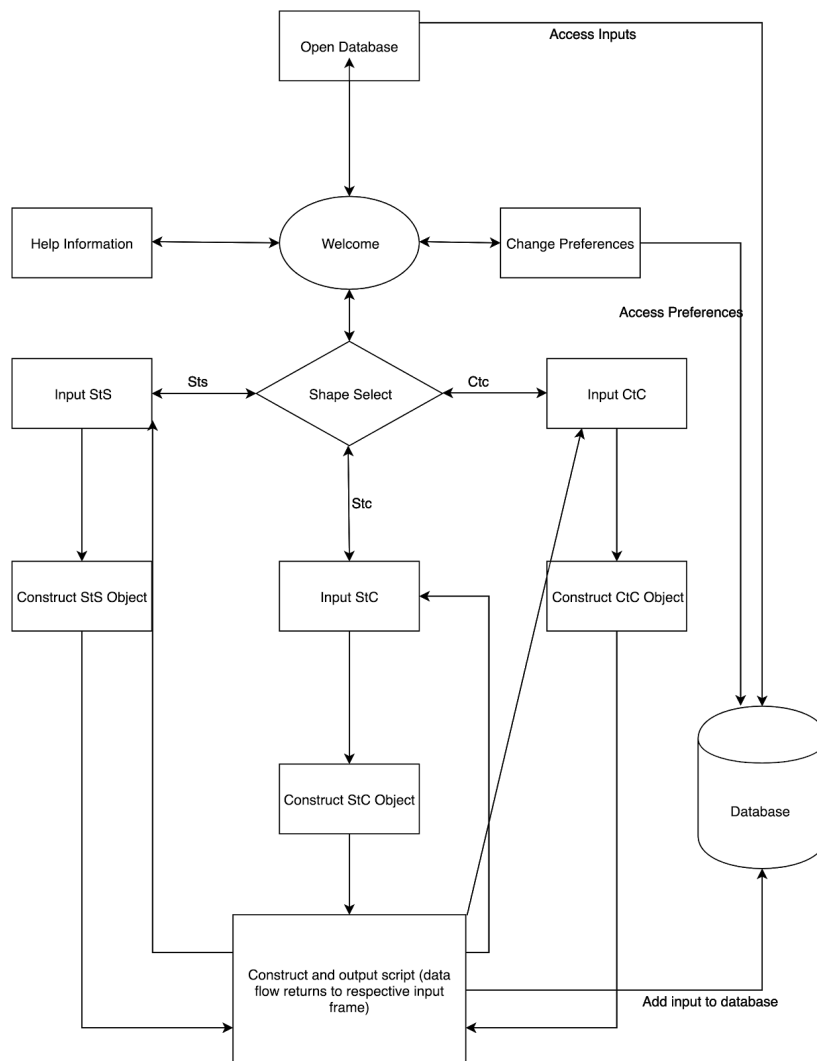 Open Database
Access Inputs
Help Information
Welcome
Change Preferences
Access Preferences
Input StS
Sts
Shape Select
Ctc
Input CtC
Stc
Construct StS Object
Input StC
Construct CtC Object
Construct StC Object
Database
Construct and output script (data
flow returns to respective input
frame)
Add input to database